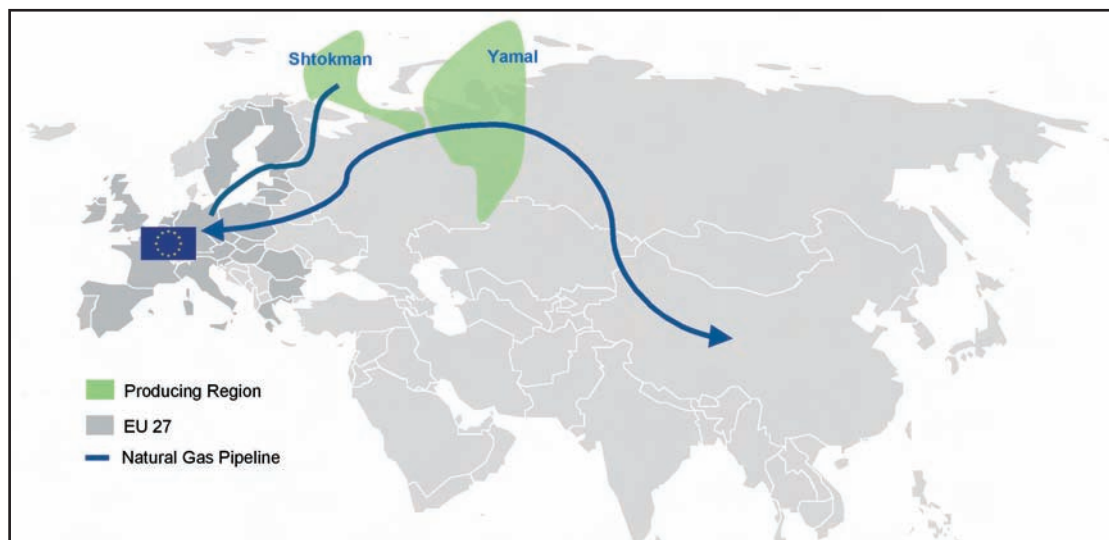 Shtokman
Yamal
Producing Region
EU 27
Natural Gas Pipeline